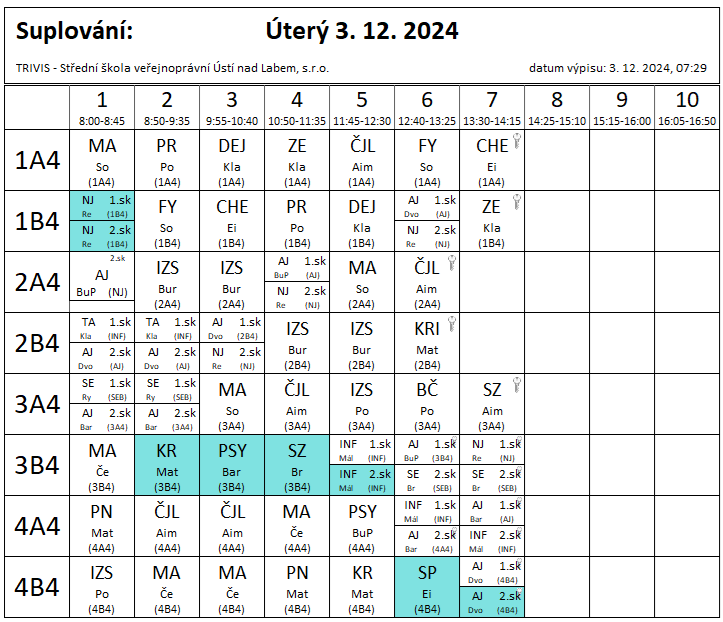 Suplování: Úterý 3. 12. 2024
TRIVIS - Střední škola veřejnoprávní Ústí nad Labem, s.r.o. datum výpisu: 3. 12. 2024, 07:29
1 2 3 4 5 6 7 8 9 10
8:00-8:45 8:50-9:35 9:55-10:40 10:50-11:35 11:45-12:30 12:40-13:25 13:30-14:15 14:25-15:10 15:15-16:00 16:05-16:50
1A4
MA PR DEJ ZE ČJL FY CHE
So Po Kla Kla Aim So Ei
(1A4) (1A4) (1A4) (1A4) (1A4) (1A4) (1A4)
1B4
NJ 1.sk FY CHE PR DEJ AJ 1.sk ZE
Re (1B4) So Ei Po Kla Dvo (AJ) Kla
NJ 2.sk (1B4) (1B4) (1B4) (1B4) NJ 2.sk (1B4)
Re (1B4) Re (NJ)
2A4
2.sk
AJ IZS IZS AJ 1.sk MA ČJL
BuP (NJ) Bur Bur BuP (AJ) So Aim
(2A4) (2A4) NJ 2.sk (2A4) (2A4)
Re (NJ)
2B4
TA 1.sk TA 1.sk AJ 1.sk IZS IZS KRI
Kla (INF) Kla (INF) Dvo (2B4) Bur Bur Mat
AJ 2.sk AJ 2.sk NJ 2.sk (2B4) (2B4) (2B4)
Dvo (AJ) Dvo (AJ) Re (NJ)
3A4
SE 1.sk SE 1.sk MA ČJL IZS BČ SZ
Ry (SEB) Ry (SEB) So Aim Po Po Aim
AJ 2.sk AJ 2.sk (3A4) (3A4) (3A4) (3A4) (3A4)
Bar (3A4) Bar (3A4)
3B4
MA KR PSY SZ INF 1.sk AJ 1.sk NJ 1.sk
Če Mat Bar Br Mál (INF) BuP (3B4) Re (NJ)
(3B4) (3B4) (3B4) (3B4) INF 2.sk SE 2.sk SE 2.sk
Mál (INF) Br (SEB) Br (SEB)
4A4
PN ČJL ČJL MA PSY INF 1.sk AJ 1.sk
Mat Aim Aim Če BuP Mál (INF) Bar (AJ)
(4A4) (4A4) (4A4) (4A4) (4A4) AJ 2.sk INF 2.sk
Bar (4A4) Mál (INF)
4B4
IZS MA MA PN KR SP AJ 1.sk
Po Če Če Mat Mat Ei Dvo (4B4)
(4B4) (4B4) (4B4) (4B4) (4B4) (4B4) AJ 2.sk
Dvo (4B4)